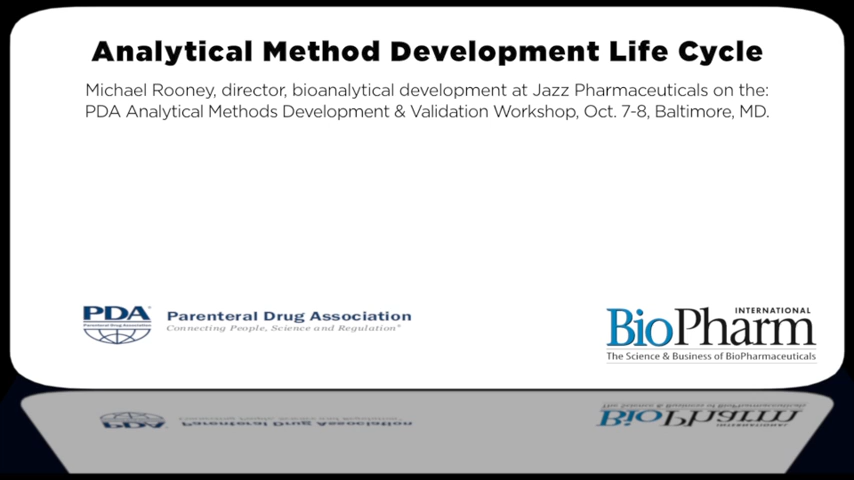 Analytical Method Development Life Cycle
Michael Rooney, director, bioanalytical development at Jazz Pharmaceuticals on the:
PDA Analytical Methods Development & Validation Workshop, Oct. 7-8, Baltimore, MD.
PDA®
Parenteral Drug Association
Parenteral Drug Association
Connecting People, Science and Regulation®
INTERNATIONAL
BioPharm
The Science & Business of BioPharmaceuticals